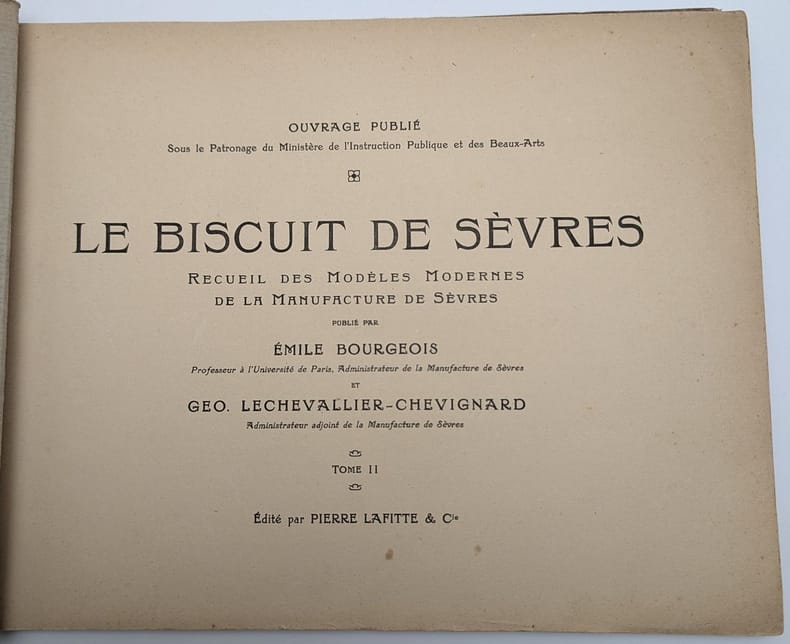 OUVRAGE PUBLIÉ
Sous le Patronage du Ministère de l'Instruction Publique et des Beaux-Arts
LE BISCUIT DE SÈVRES
RECUEIL DES MODÈLES MODERNES
DE LA MANUFACTURE DE SÈVRES
PUBLIÉ PAR
ÉMILE BOURGEOIS
Professeur à l'Université de Paris, Administrateur de la Manufacture de Sèvres
ET
GEO. LECHEVALLIER-CHEVIGNARD
Administrateur adjoint de la Manufacture de Sèvres
TOME II
Édité par PIERRE LAFITTE & Cie